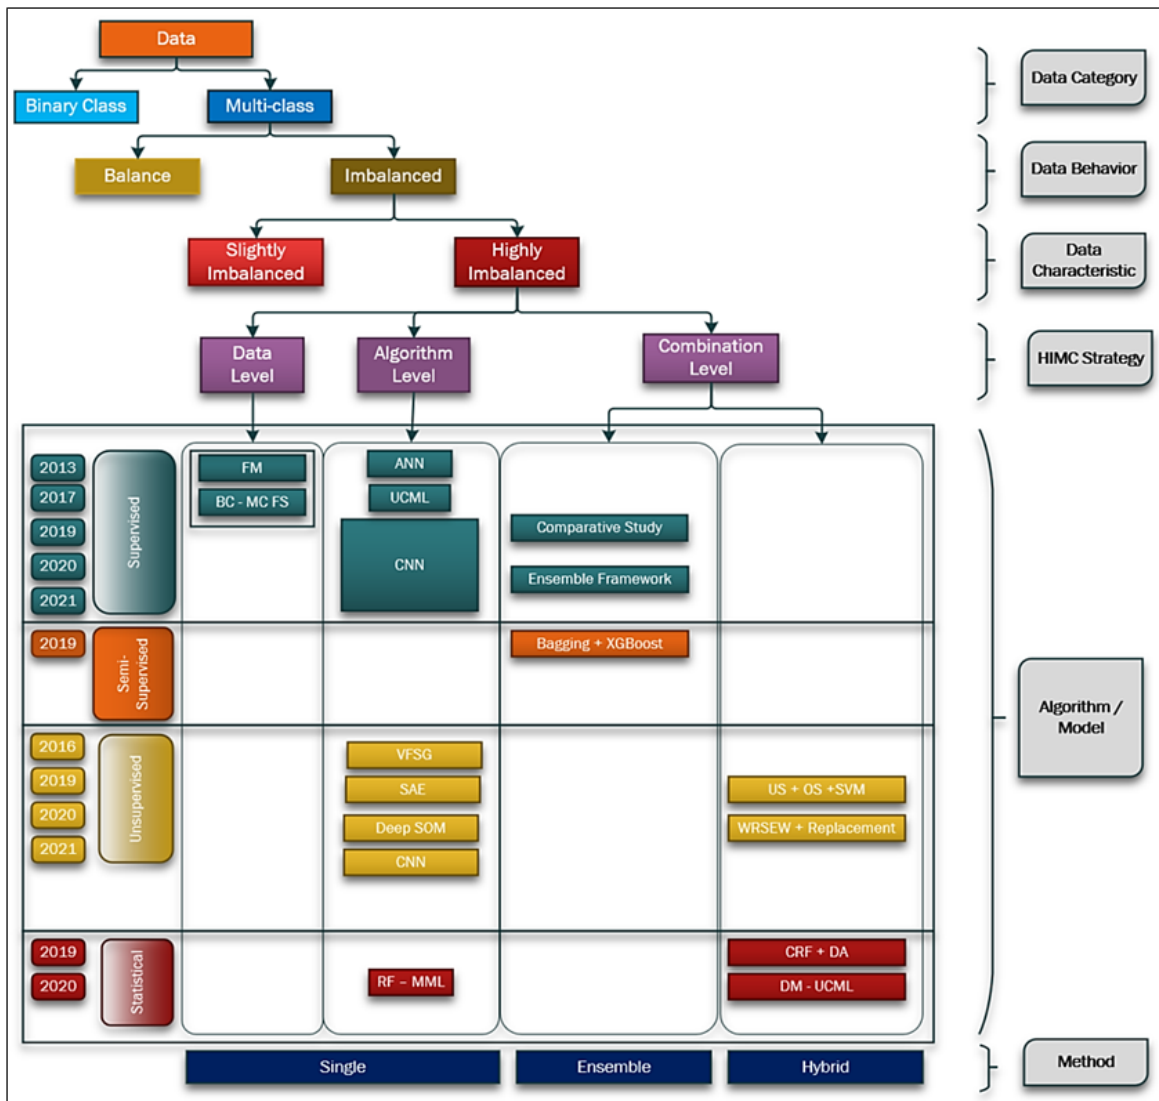 Data
Data Category
Binary Class
Multi-class
Balance
Imbalanced
Data Behavior
Slightly
Imbalanced
Highly
Imbalanced
Data
Characteristic
Data
Level
Algorithm
Level
Combination
Level
HIMC Strategy
2013
2017
2019
2020
2021
Supervised
FM
BC - MC FS
ANN
UCML
CNN
Comparative Study
Ensemble Framework
2019
Semi-
Supervised
Bagging + XGBoost
Algorithm /
Model
2016
2019
2020
2021
Unsupervised
VFSG
SAE
Deep SOM
CNN
US + OS +SVM
WRSEW + Replacement
2019
2020
Statistical
RF – MML
CRF + DA
DM - UCML
Single
Ensemble
Hybrid
Method